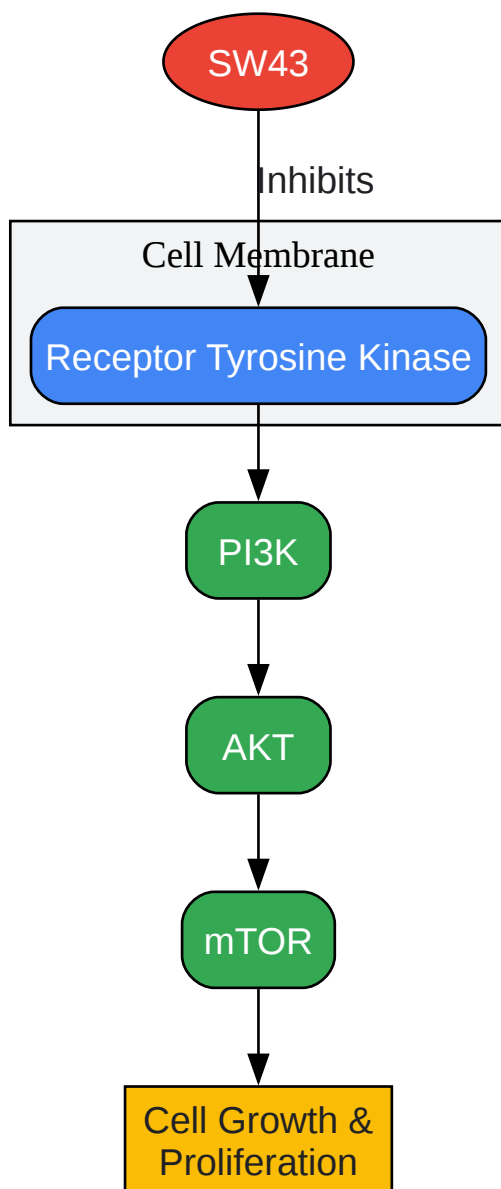 SW43
Inhibits
Cell Membrane
Receptor Tyrosine Kinase
PI3K
AKT
mTOR
Cell Growth &
Proliferation